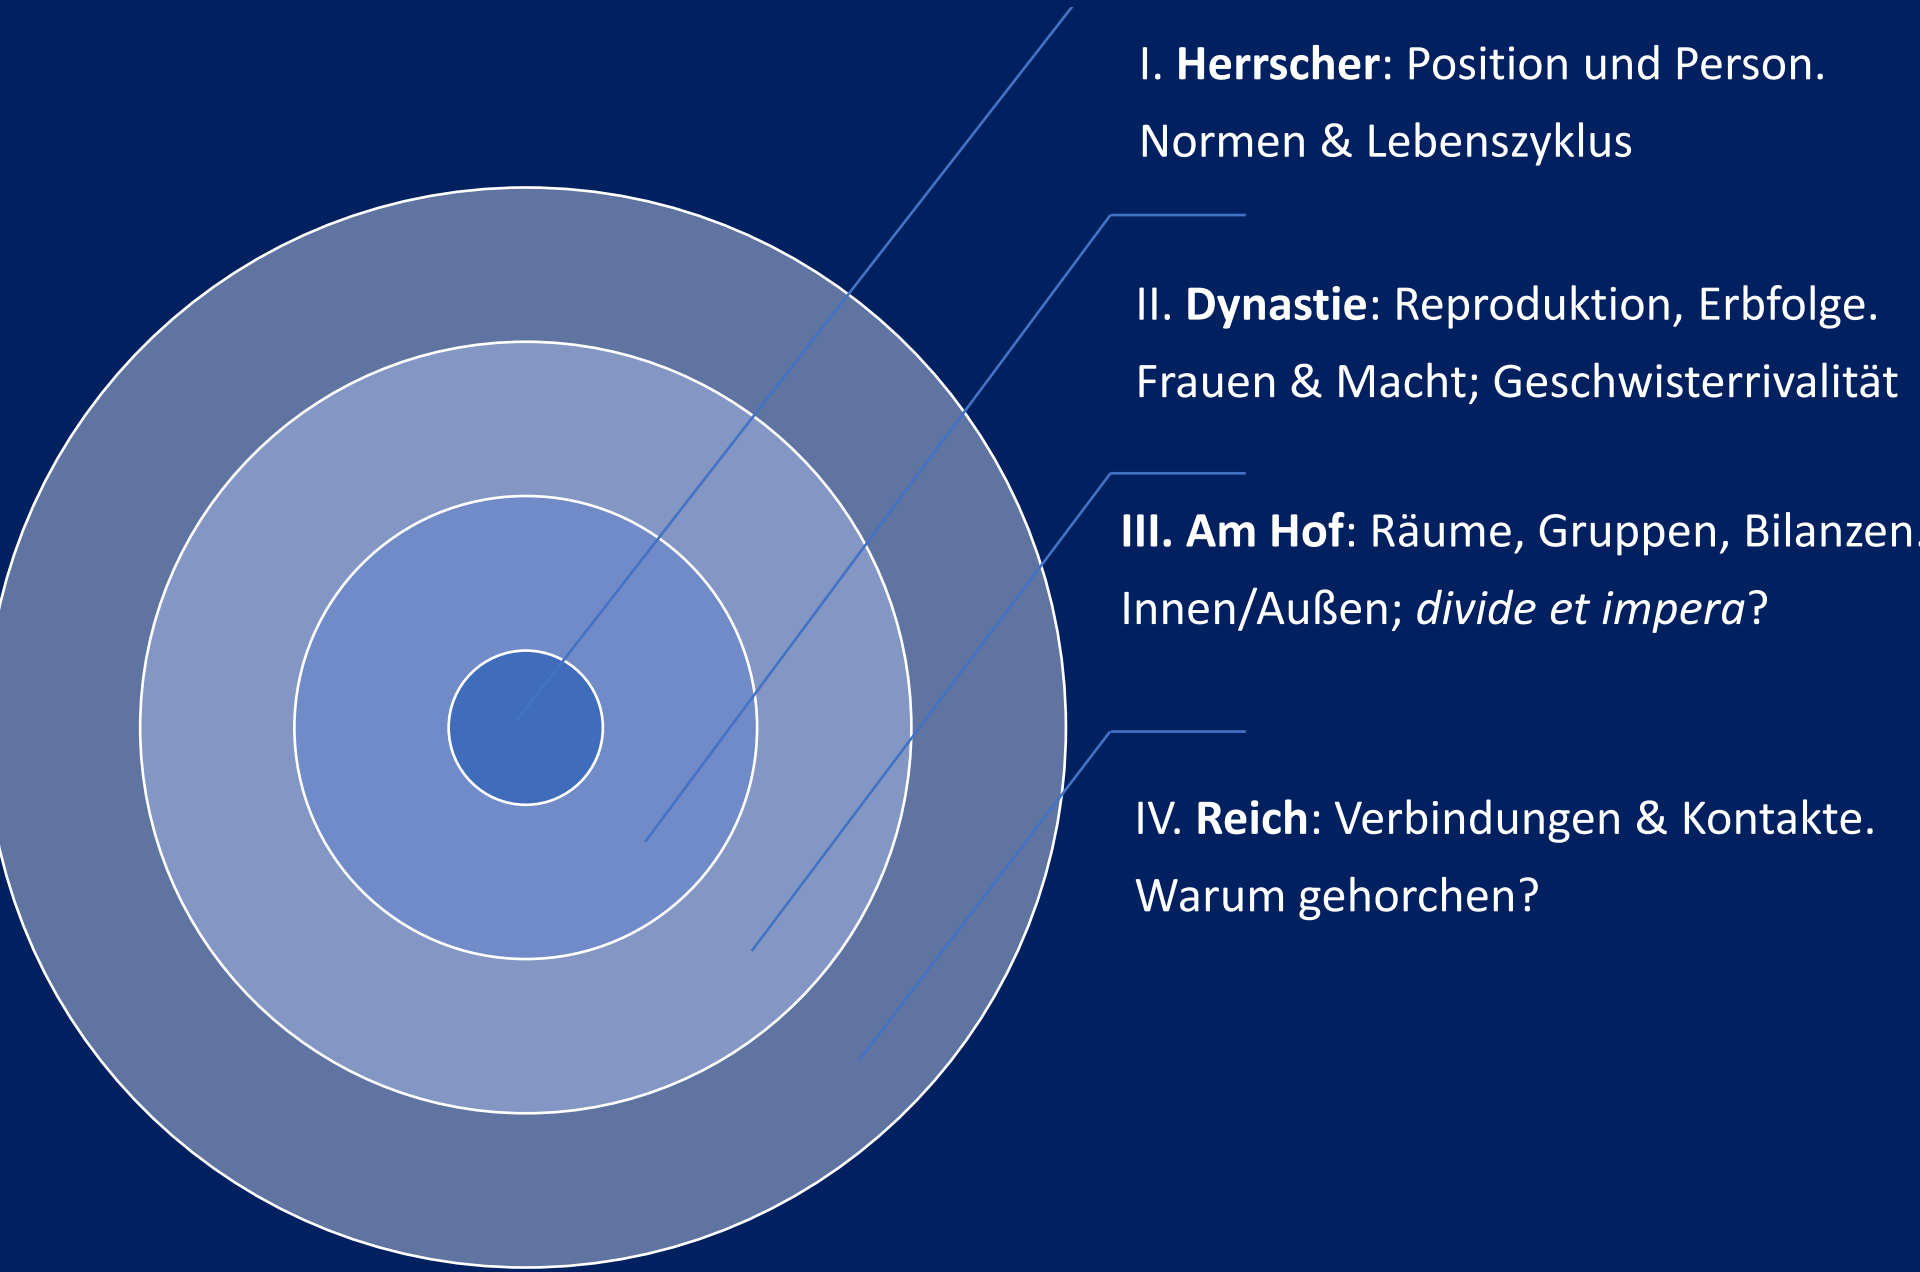 I. Herrscher: Position und Person.
Normen & Lebenszyklus
II. Dynastie: Reproduktion, Erbfolge.
Frauen & Macht; Geschwisterrivalität
III. Am Hof: Räume, Gruppen, Bilanzen.
Innen/Außen; divide et impera?
IV. Reich: Verbindungen & Kontakte.
Warum gehorchen?